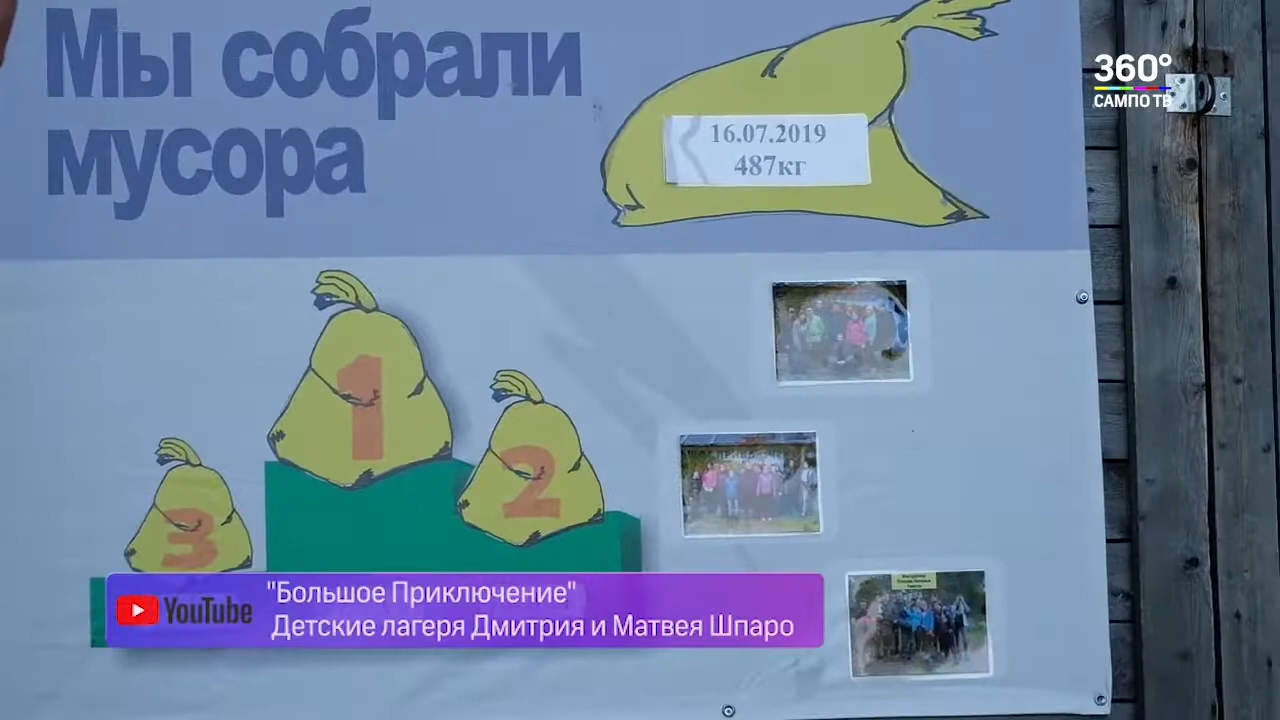 Мы собрали
мусора
16.07.2019
487кг
360°
САМПО ТВ
1
2
3
YouTube
"Большое Приключение"
Детские лагеря Дмитрия и Матвея Шпаро